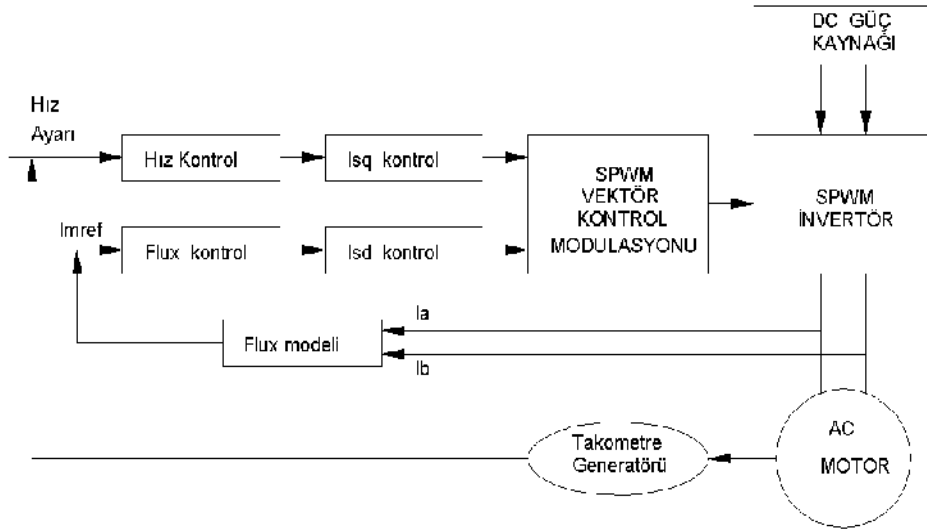 DC GÜÇ
KAYNAĞI
Hız
Ayarı
Hız Kontrol
Isq kontrol
SPWM
VEKTÖR
KONTROL
MODULASYONU
SPWM
İNVERTÖR
Imref
Flux kontrol
Isd kontrol
Ia
Flux modeli
Ib
AC
MOTOR
Takometre
Generatörü